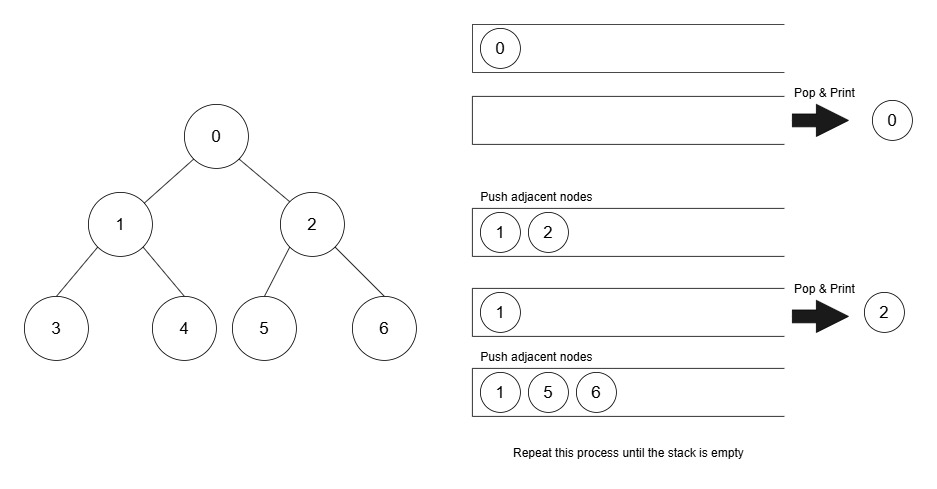 0
1
2
3
4
5
6
0
Pop & Print
0
Push adjacent nodes
1 2
Pop & Print
1
2
Push adjacent nodes
1 5 6
Repeat this process until the stack is empty